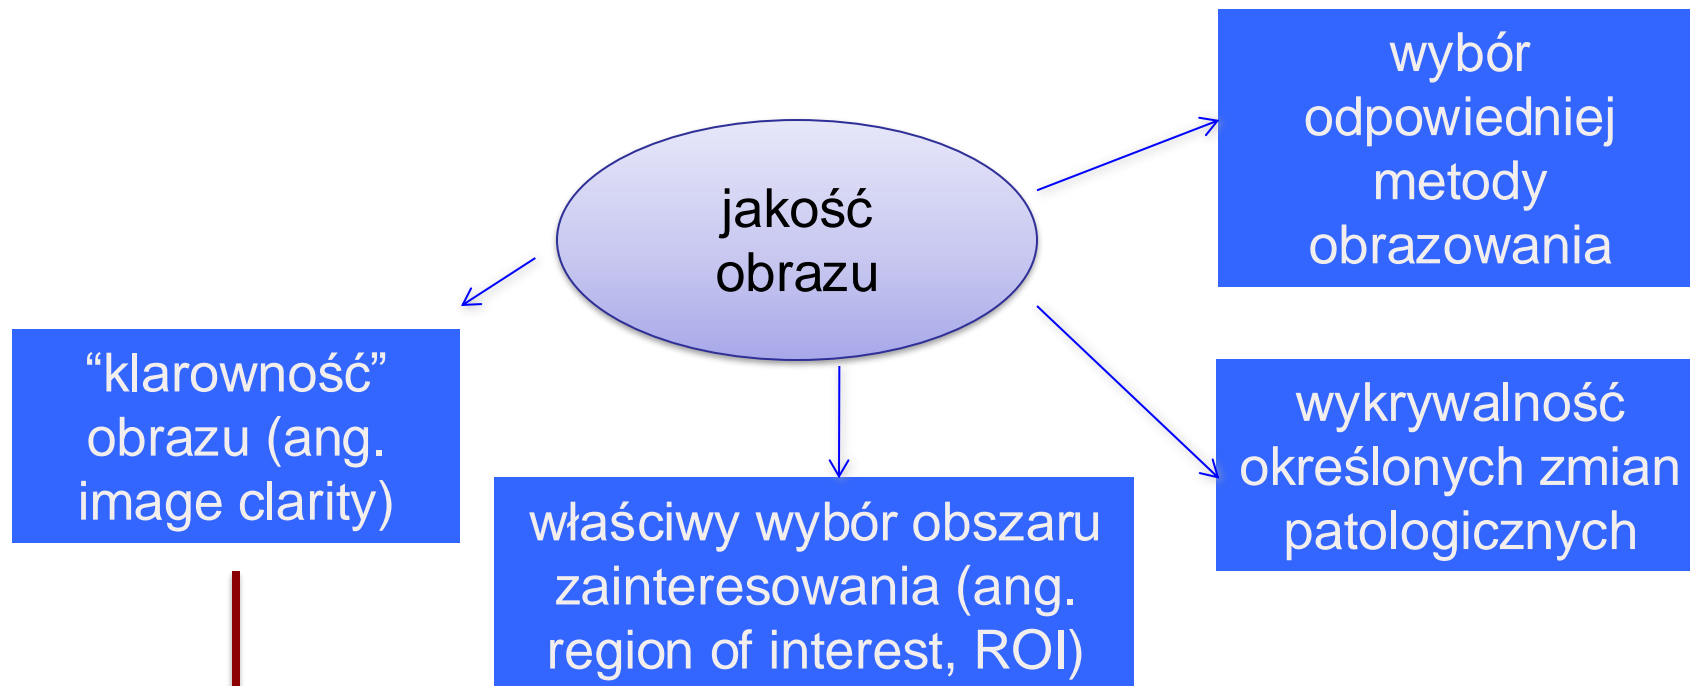 jakość
obrazu
wybór
odpowiedniej
metody
obrazowania
“klarowność”
obrazu (ang.
image clarity)
właściwy wybór obszaru
zainteresowania (ang.
region of interest, ROI)
wykrywalność
określonych zmian
patologicznych